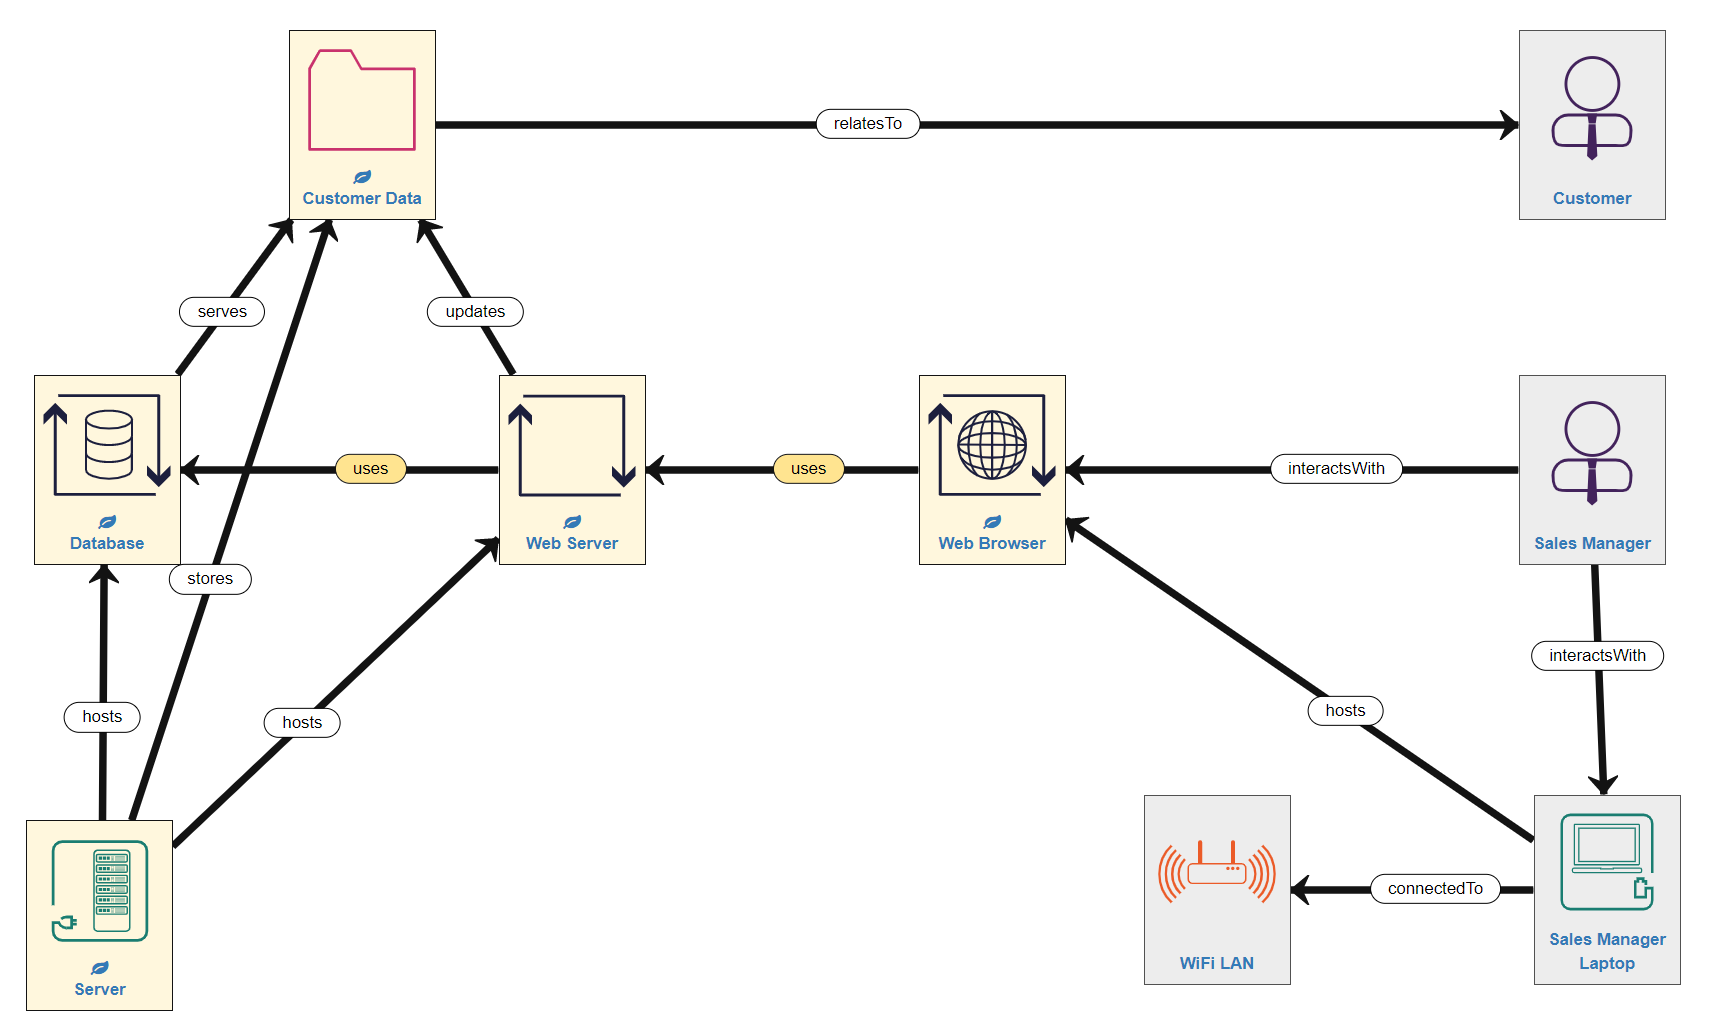 relatesTo
Customer Data
Customer
serves
updates
uses
uses
interactsWith
Database
Web Server
Web Browser
Sales Manager
stores
interactsWith
hosts
hosts
hosts
connectedTo
Sales Manager
Laptop
WiFi LAN
Server